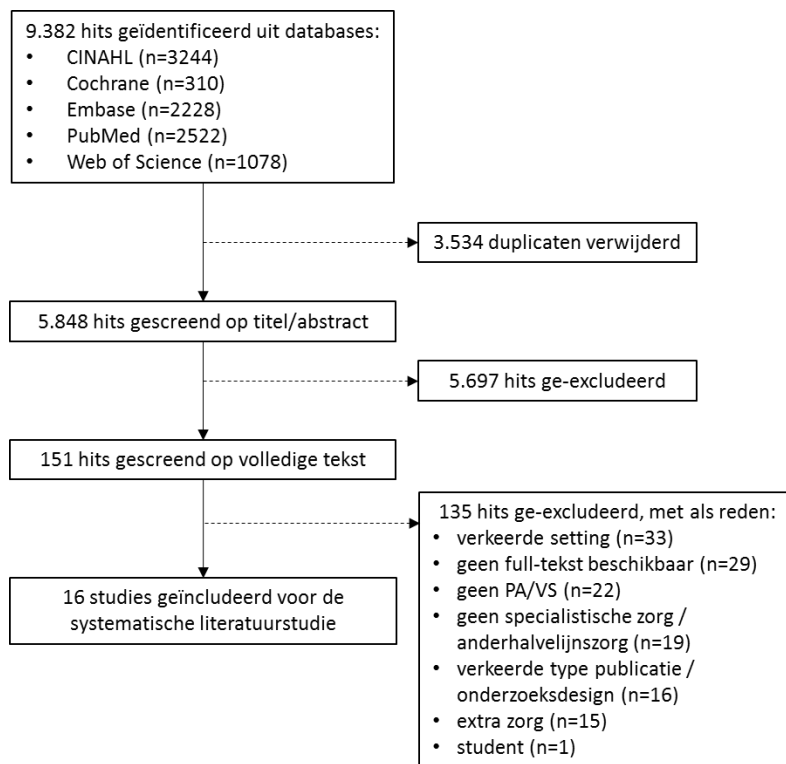 9.382 hits geïdentificeerd uit databases:
• CINAHL (n=3244)
• Cochrane (n=310)
• Embase (n=2228)
• PubMed (n=2522)
• Web of Science (n=1078)
3.534 duplicaten verwijderd
5.848 hits gescreend op titel/abstract
5.697 hits ge-excludeerd
151 hits gescreend op volledige tekst
135 hits ge-excludeerd, met als reden:
• verkeerde setting (n=33)
• geen full-tekst beschikbaar (n=29)
• geen PA/VS (n=22)
• geen specialistische zorg /
anderhalvelijnszorg (n=19)
• verkeerde type publicatie /
onderzoeksdesign (n=16)
• extra zorg (n=15)
• student (n=1)
16 studies geïncludeerd voor de
systematische literatuurstudie